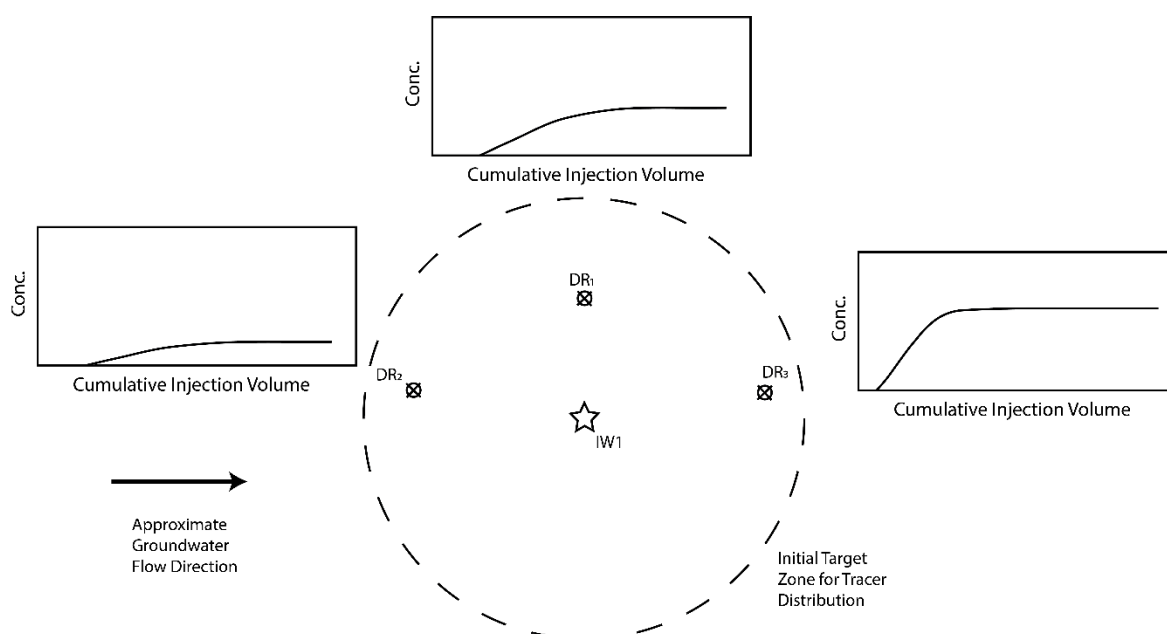 Conc.
Cumulative Injection Volume
Conc.
Cumulative Injection Volume
Conc.
Cumulative Injection Volume
DR₁
DR₂
DR₃
IW1
Approximate
Groundwater
Flow Direction
Initial Target
Zone for Tracer
Distribution